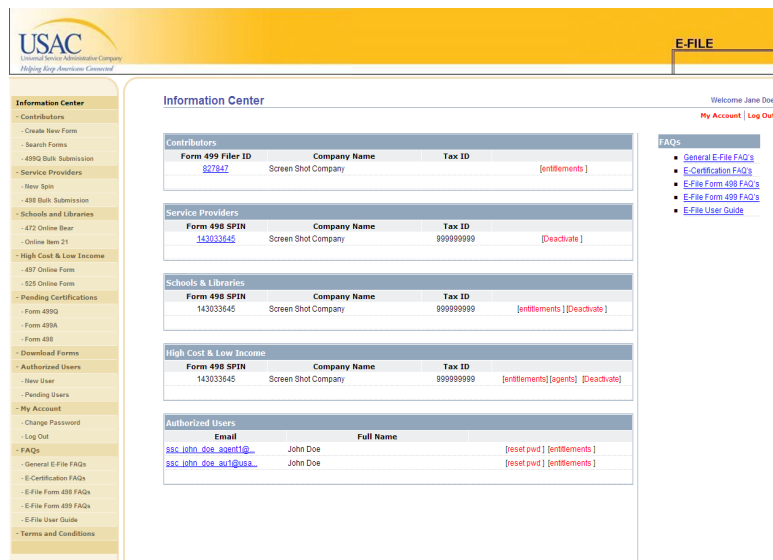 USAC
Universal Service Administrative Company
Helping Keep Americans Connected
E-FILE
Information Center
- Contributors
- Create New Form
- Search Forms
- 499Q Bulk Submission
- Service Providers
- New Spin
- 498 Bulk Submission
- Schools and Libraries
- 472 Online Bear
- Online Item 21
- High Cost & Low Income
- 497 Online Form
- 525 Online Form
- Pending Certifications
- Form 499Q
- Form 499A
- Form 498
- Download Forms
- Authorized Users
- New User
- Pending Users
- My Account
- Change Password
- Log Out
- FAQs
- General E-File FAQs
- E-Certification FAQs
- E-File Form 498 FAQs
- E-File Form 499 FAQs
- E-File User Guide
- Terms and Conditions
Information Center
Welcome Jane Doe
My Account | Log Out
Contributors
Form 499 Filer ID Company Name Tax ID
827847 Screen Shot Company [entitlements ]
Service Providers
Form 498 SPIN Company Name Tax ID
143033645 Screen Shot Company 999999999 [Deactivate ]
Schools & Libraries
Form 498 SPIN Company Name Tax ID
143033645 Screen Shot Company 999999999 [entitlements ] [Deactivate ]
High Cost & Low Income
Form 498 SPIN Company Name Tax ID
143033645 Screen Shot Company 999999999 [entitlements] [agents] [Deactivate]
Authorized Users
Email Full Name
ssc_john_doe_agent1@... John Doe [reset pwd ] [entitlements ]
ssc_john_doe_au1@usa... John Doe [reset pwd ] [entitlements ]
FAQs
General E-File FAQ's
E-Certification FAQ's
E-File Form 498 FAQ's
E-File Form 499 FAQ's
E-File User Guide